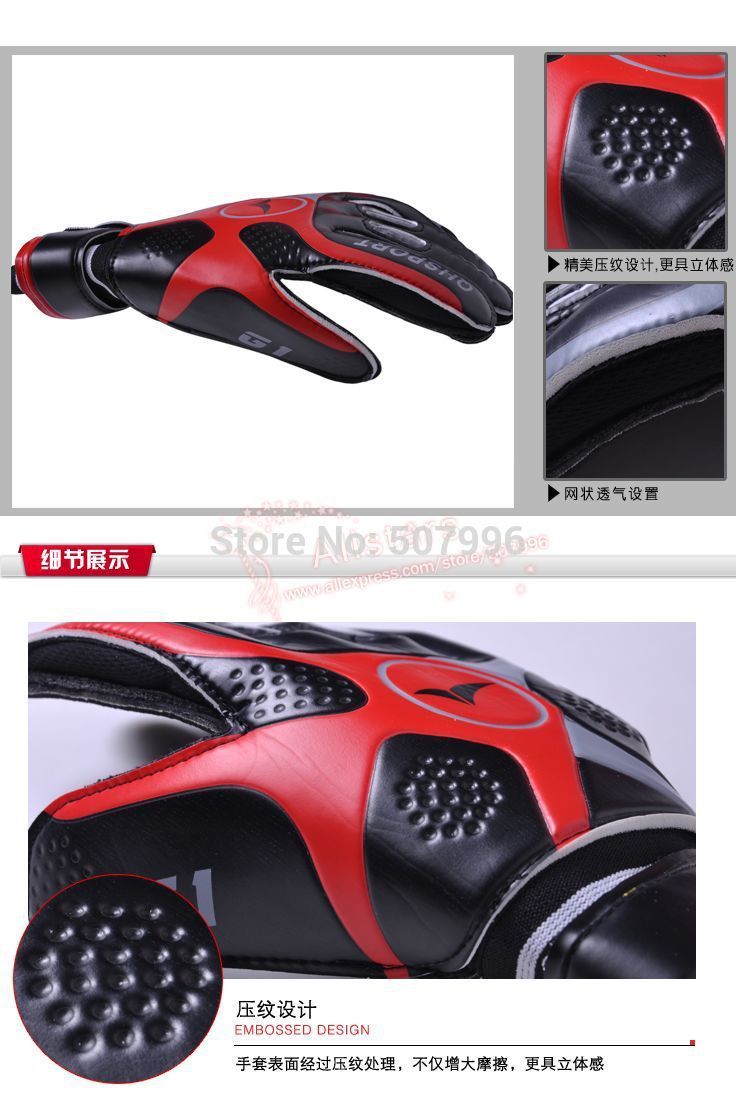 OHSPORT
G1
精美压纹设计,更具立体感
网状透气设置
Store No: 507996
Allstars
www.aliexpress.com/store/507996
细节展示
G1
压纹设计
EMBOSSED DESIGN
手套表面经过压纹处理，不仅增大摩擦，更具立体感